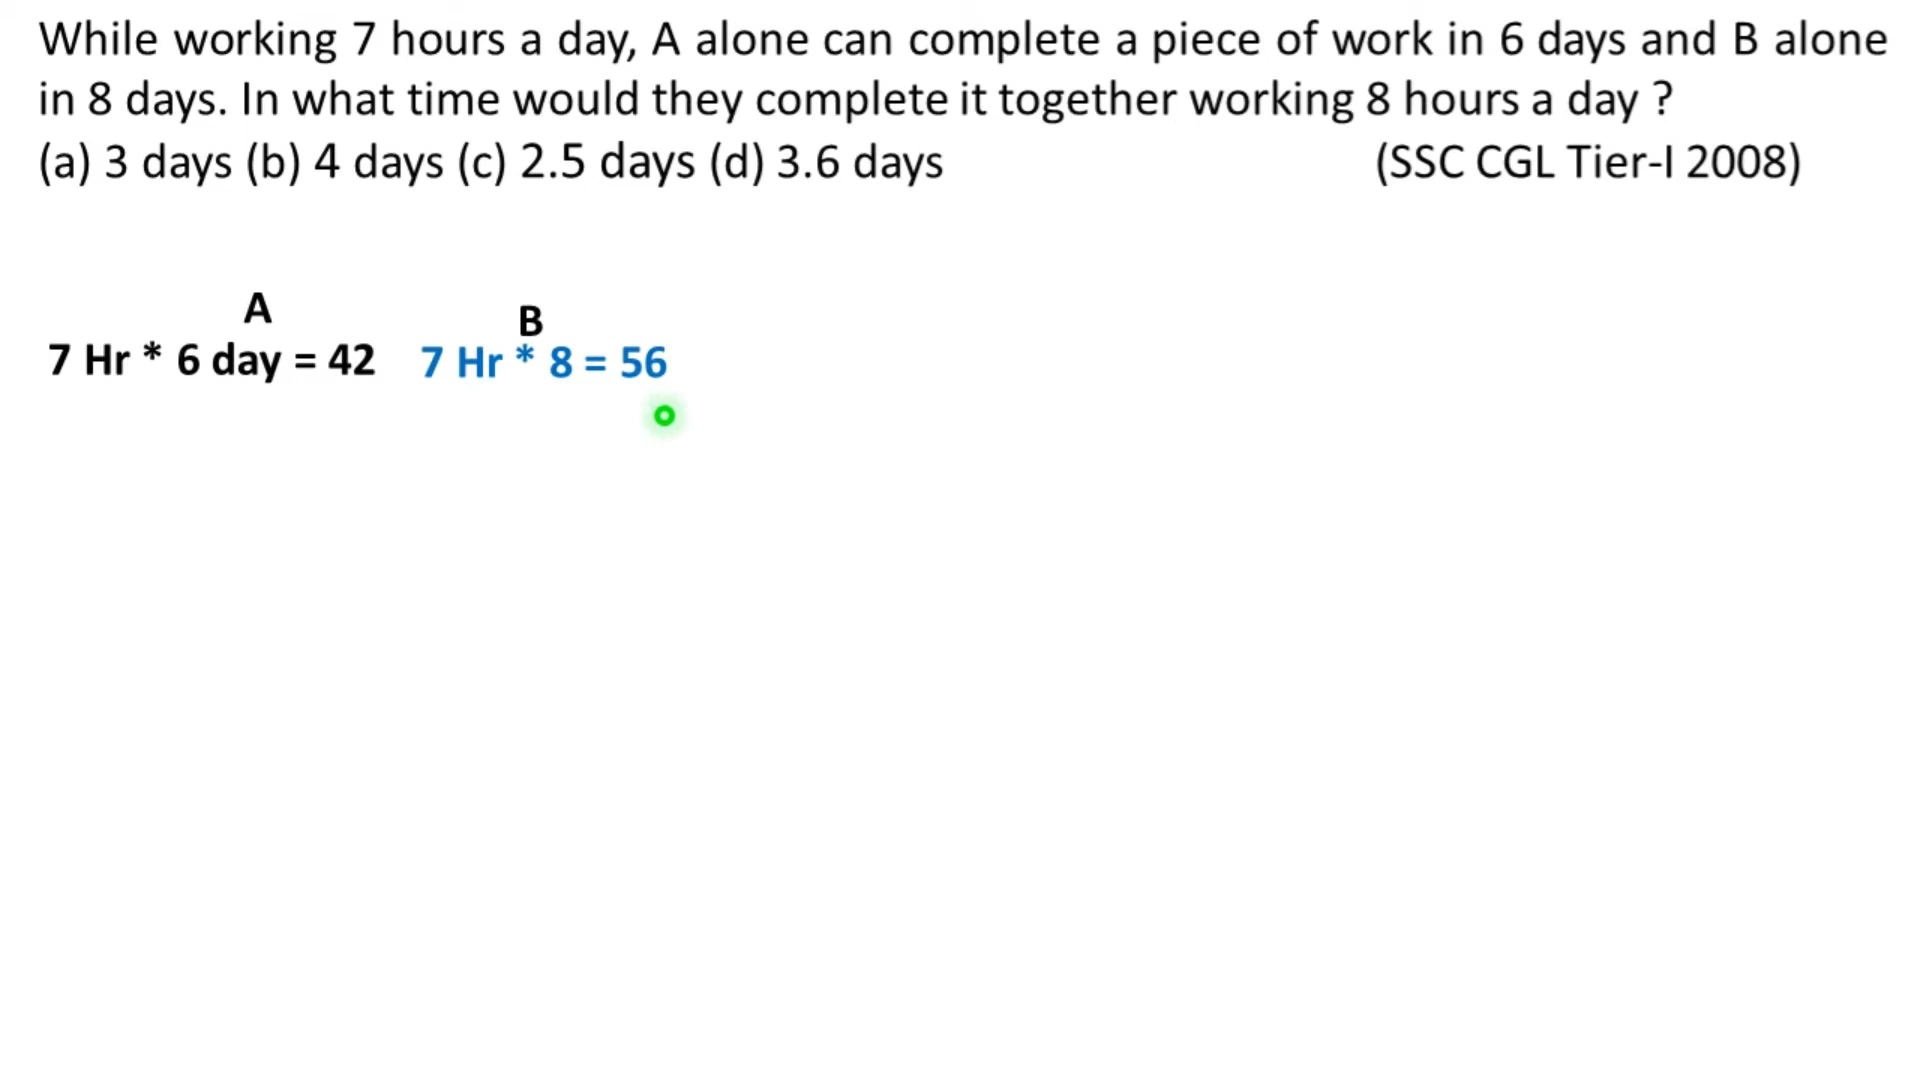 While working 7 hours a day, A alone can complete a piece of work in 6 days and B alone
in 8 days. In what time would they complete it together working 8 hours a day ?
(a) 3 days (b) 4 days (c) 2.5 days (d) 3.6 days (SSC CGL Tier-I 2008)
A B
7 Hr * 6 day = 42 7 Hr * 8 = 56